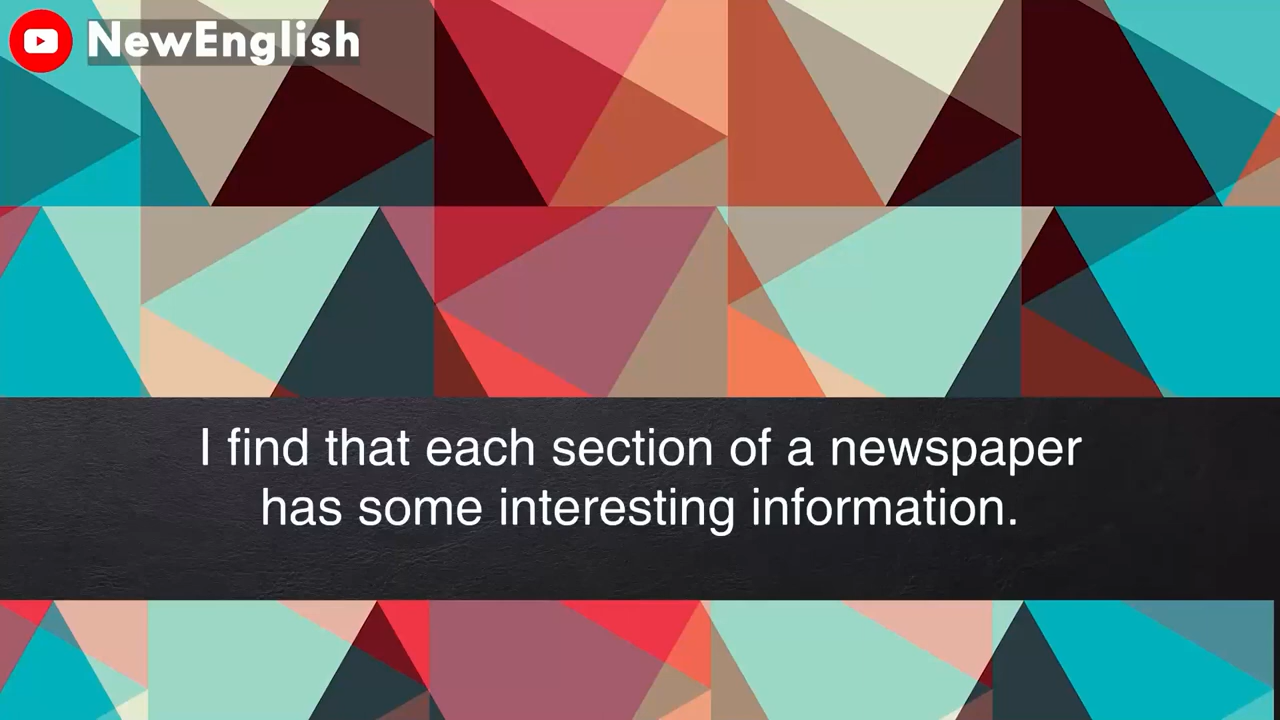 NewEnglish
I find that each section of a newspaper
has some interesting information.